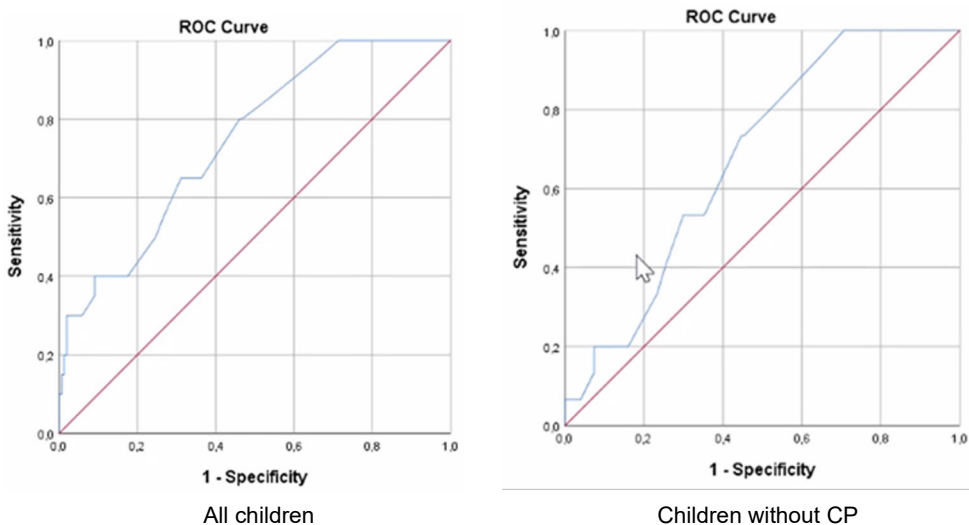 ROC Curve
1,0
0,8
0,6
0,4
0,2
0,0
Sensitivity
0,0 0,2 0,4 0,6 0,8 1,0
1 - Specificity
All children
ROC Curve
1,0
0,8
0,6
0,4
0,2
0,0
Sensitivity
0,0 0,2 0,4 0,6 0,8 1,0
1 - Specificity
Children without CP